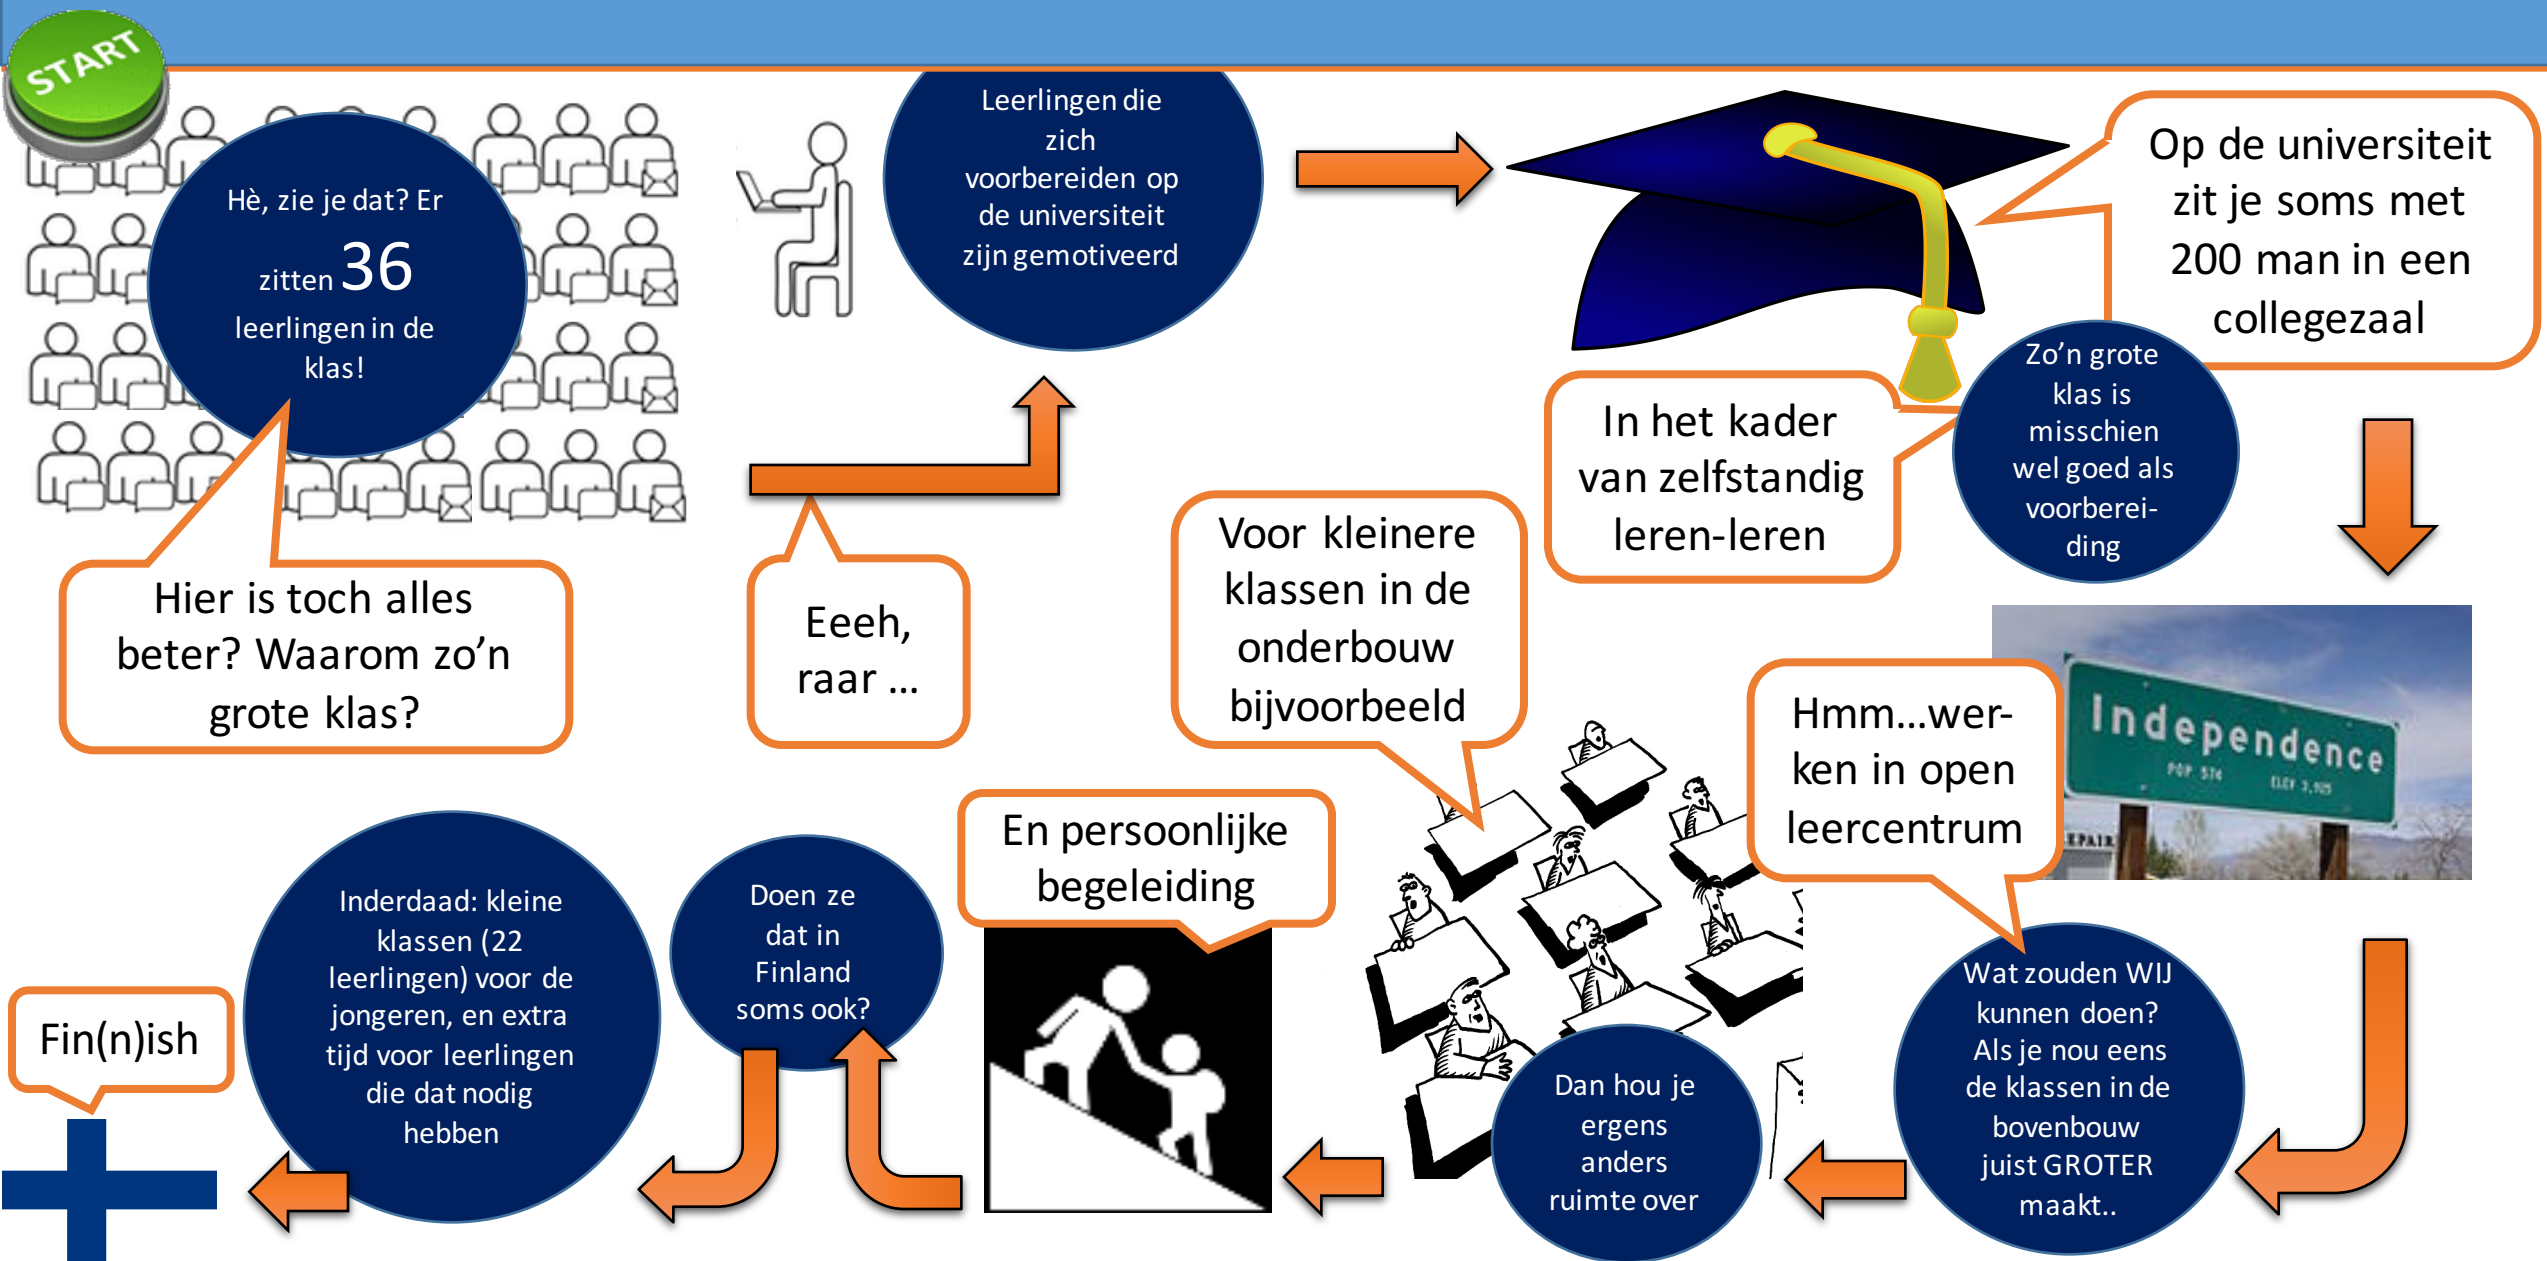 START
Hè, zie je dat? Er
zitten 36
leerlingen in de
klas!
Hier is toch alles
beter? Waarom zo’n
grote klas?
Eeeh,
raar ...
Leerlingen die
zich
voorbereiden op
de universiteit
zijn gemotiveerd
Op de universiteit
zit je soms met
200 man in een
collegezaal
Zo’n grote
klas is
misschien
wel goed als
voorberei-
ding
In het kader
van zelfstandig
leren-leren
Independence
POP 574 ELEV 3,925
EPAIR
Hmm...wer-
ken in open
leercentrum
Wat zouden WIJ
kunnen doen?
Als je nou eens
de klassen in de
bovenbouw
juist GROTER
maakt..
Dan hou je
ergens
anders
ruimte over
Voor kleinere
klassen in de
onderbouw
bijvoorbeeld
En persoonlijke
begeleiding
Doen ze
dat in
Finland
soms ook?
Inderdaad: kleine
klassen (22
leerlingen) voor de
jongeren, en extra
tijd voor leerlingen
die dat nodig
hebben
Fin(n)ish